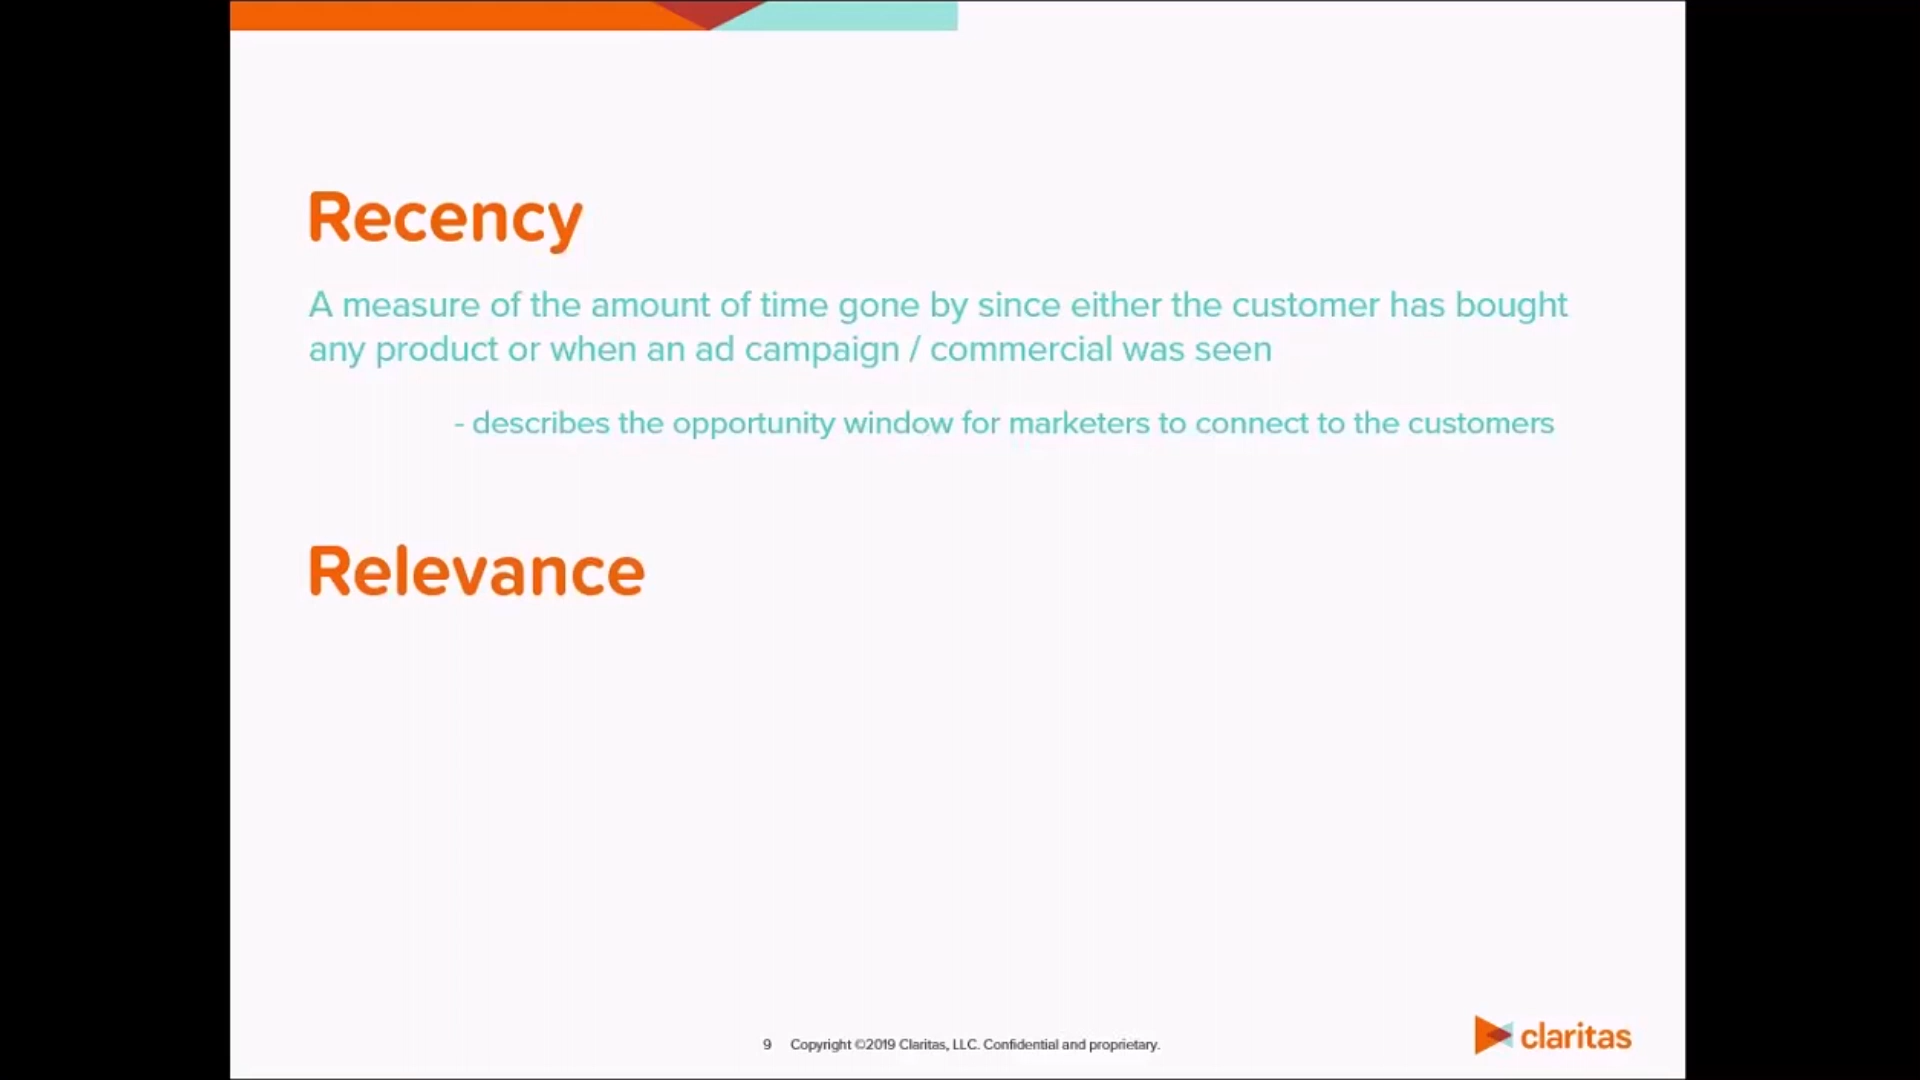 Recency
A measure of the amount of time gone by since either the customer has bought
any product or when an ad campaign / commercial was seen
- describes the opportunity window for marketers to connect to the customers
Relevance
9 Copyright ©2019 Claritas, LLC. Confidential and proprietary.
claritas